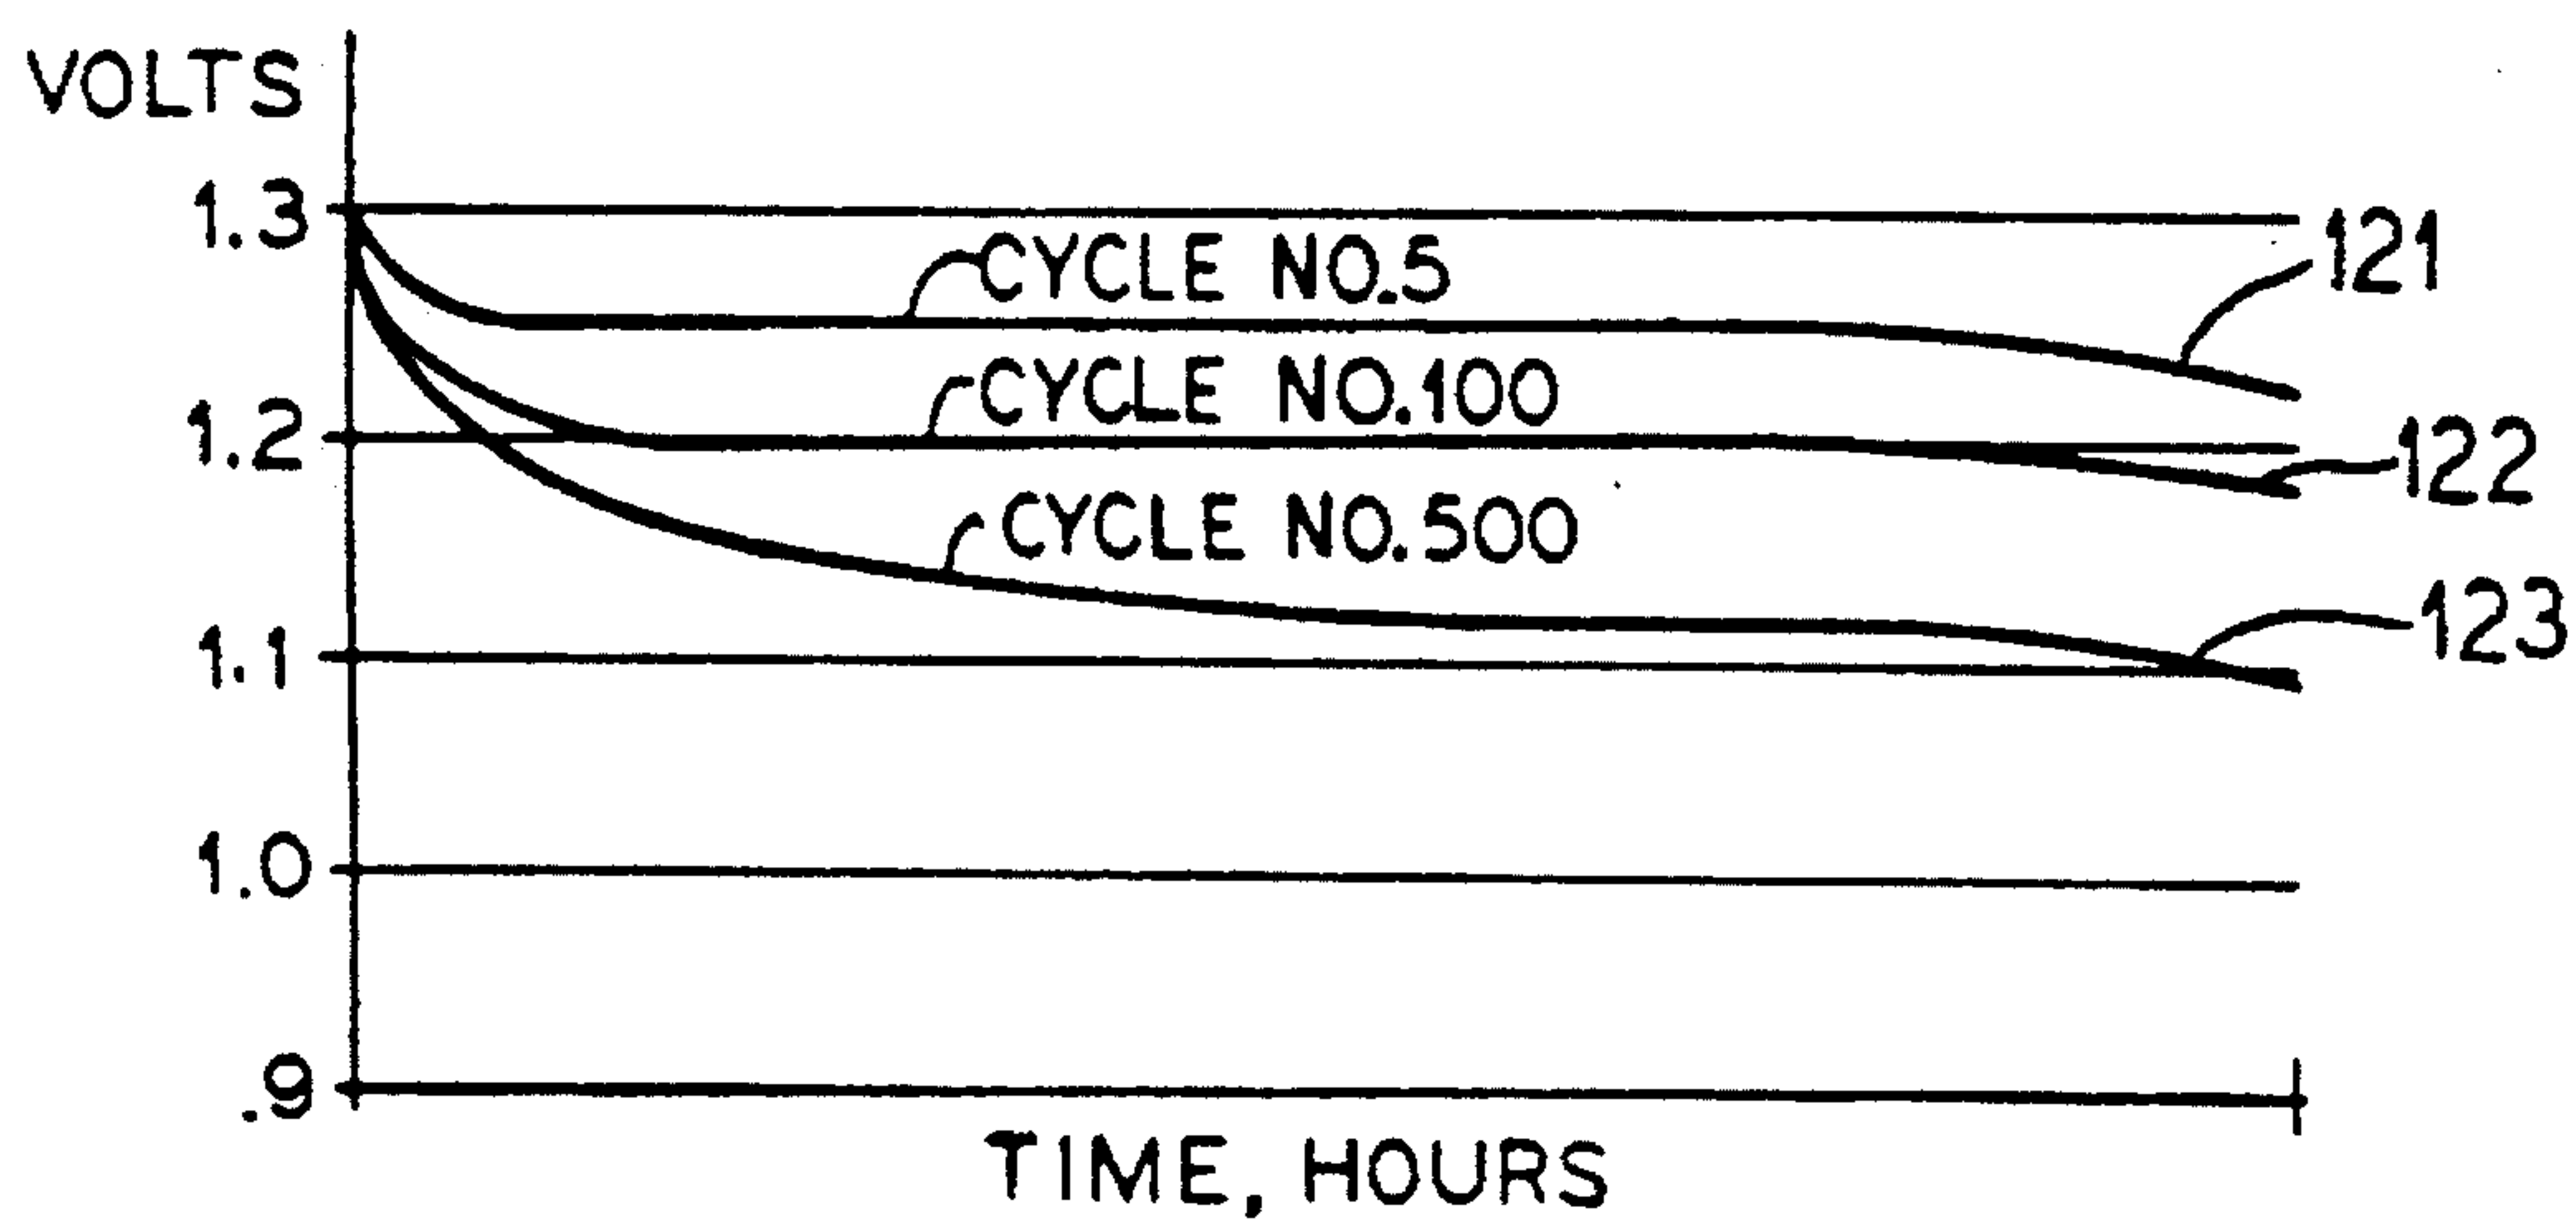 VOLTS
1.3
CYCLE NO.5
121
CYCLE NO.100
1.2
122
CYCLE NO.500
123
1.1
1.0
.9
TIME, HOURS